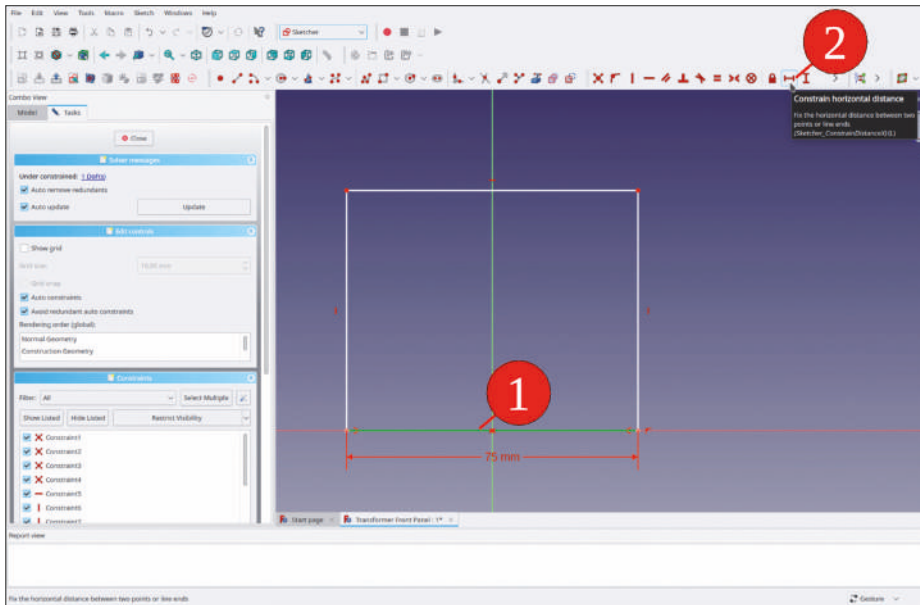 File Edit View Tools Macro Sketch Windows Help
Sketcher
2
Combo View
Model Tasks
Constrain horizontal distance
Fix the horizontal distance between two
points or line ends
(Sketcher_ConstrainDistanceX)(L)
Close
Solver messages
Under constrained: 1 DoF(s)
Auto remove redundants
Auto update Update
Edit controls
Show grid
Grid size: 10,00 mm
Grid snap
Auto constraints
Avoid redundant auto constraints
Rendering order (global):
Normal Geometry
Construction Geometry
Constraints
Filter: All Select Multiple
Show Listed Hide Listed Restrict Visibility
Constraint1
Constraint2
Constraint3
Constraint4
Constraint5
Constraint6
Constraint7
1
75 mm
Start page Transformer Front Panel : 1*
Report view
Fix the horizontal distance between two points or line ends
Gesture